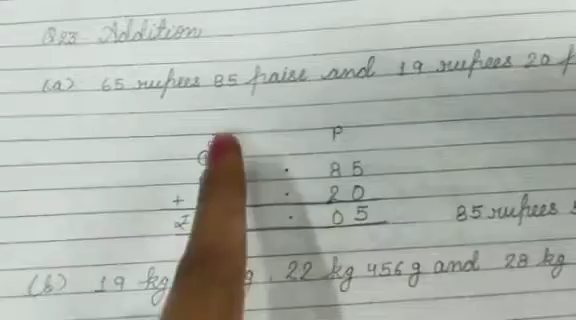 Q23 Addition
(a) 65 rupees 85 paise and 19 rupees 20 p
P
. 85
+ . 20
. 05 85 rupees
(b) 19 kg g, 22 kg 456 g and 28 kg